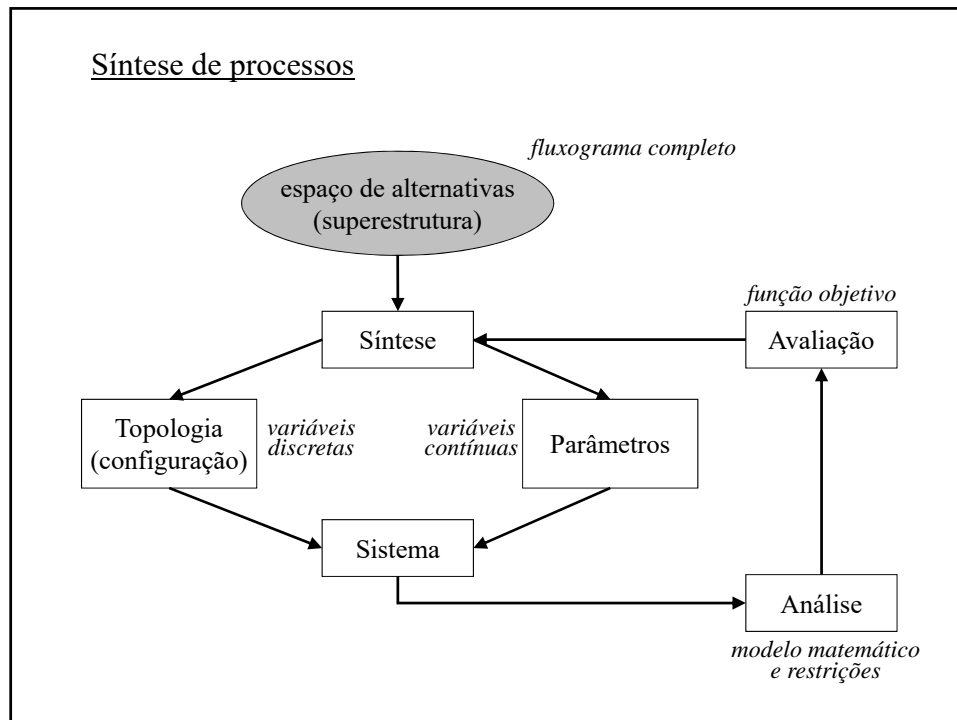 Síntese de processos
fluxograma completo
espaço de alternativas
(superestrutura)
função objetivo
Síntese
Avaliação
Topologia
(configuração)
variáveis
discretas
variáveis
contínuas
Parâmetros
Sistema
Análise
modelo matemático
e restrições